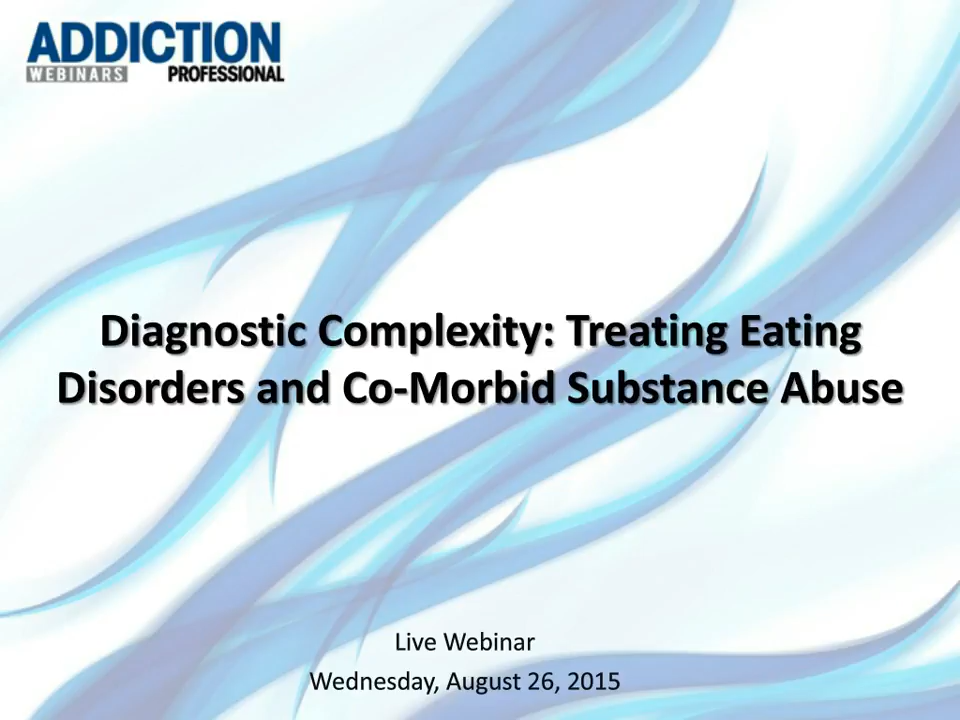 ADDICTION
WEBINARS PROFESSIONAL
Diagnostic Complexity: Treating Eating
Disorders and Co-Morbid Substance Abuse
Live Webinar
Wednesday, August 26, 2015